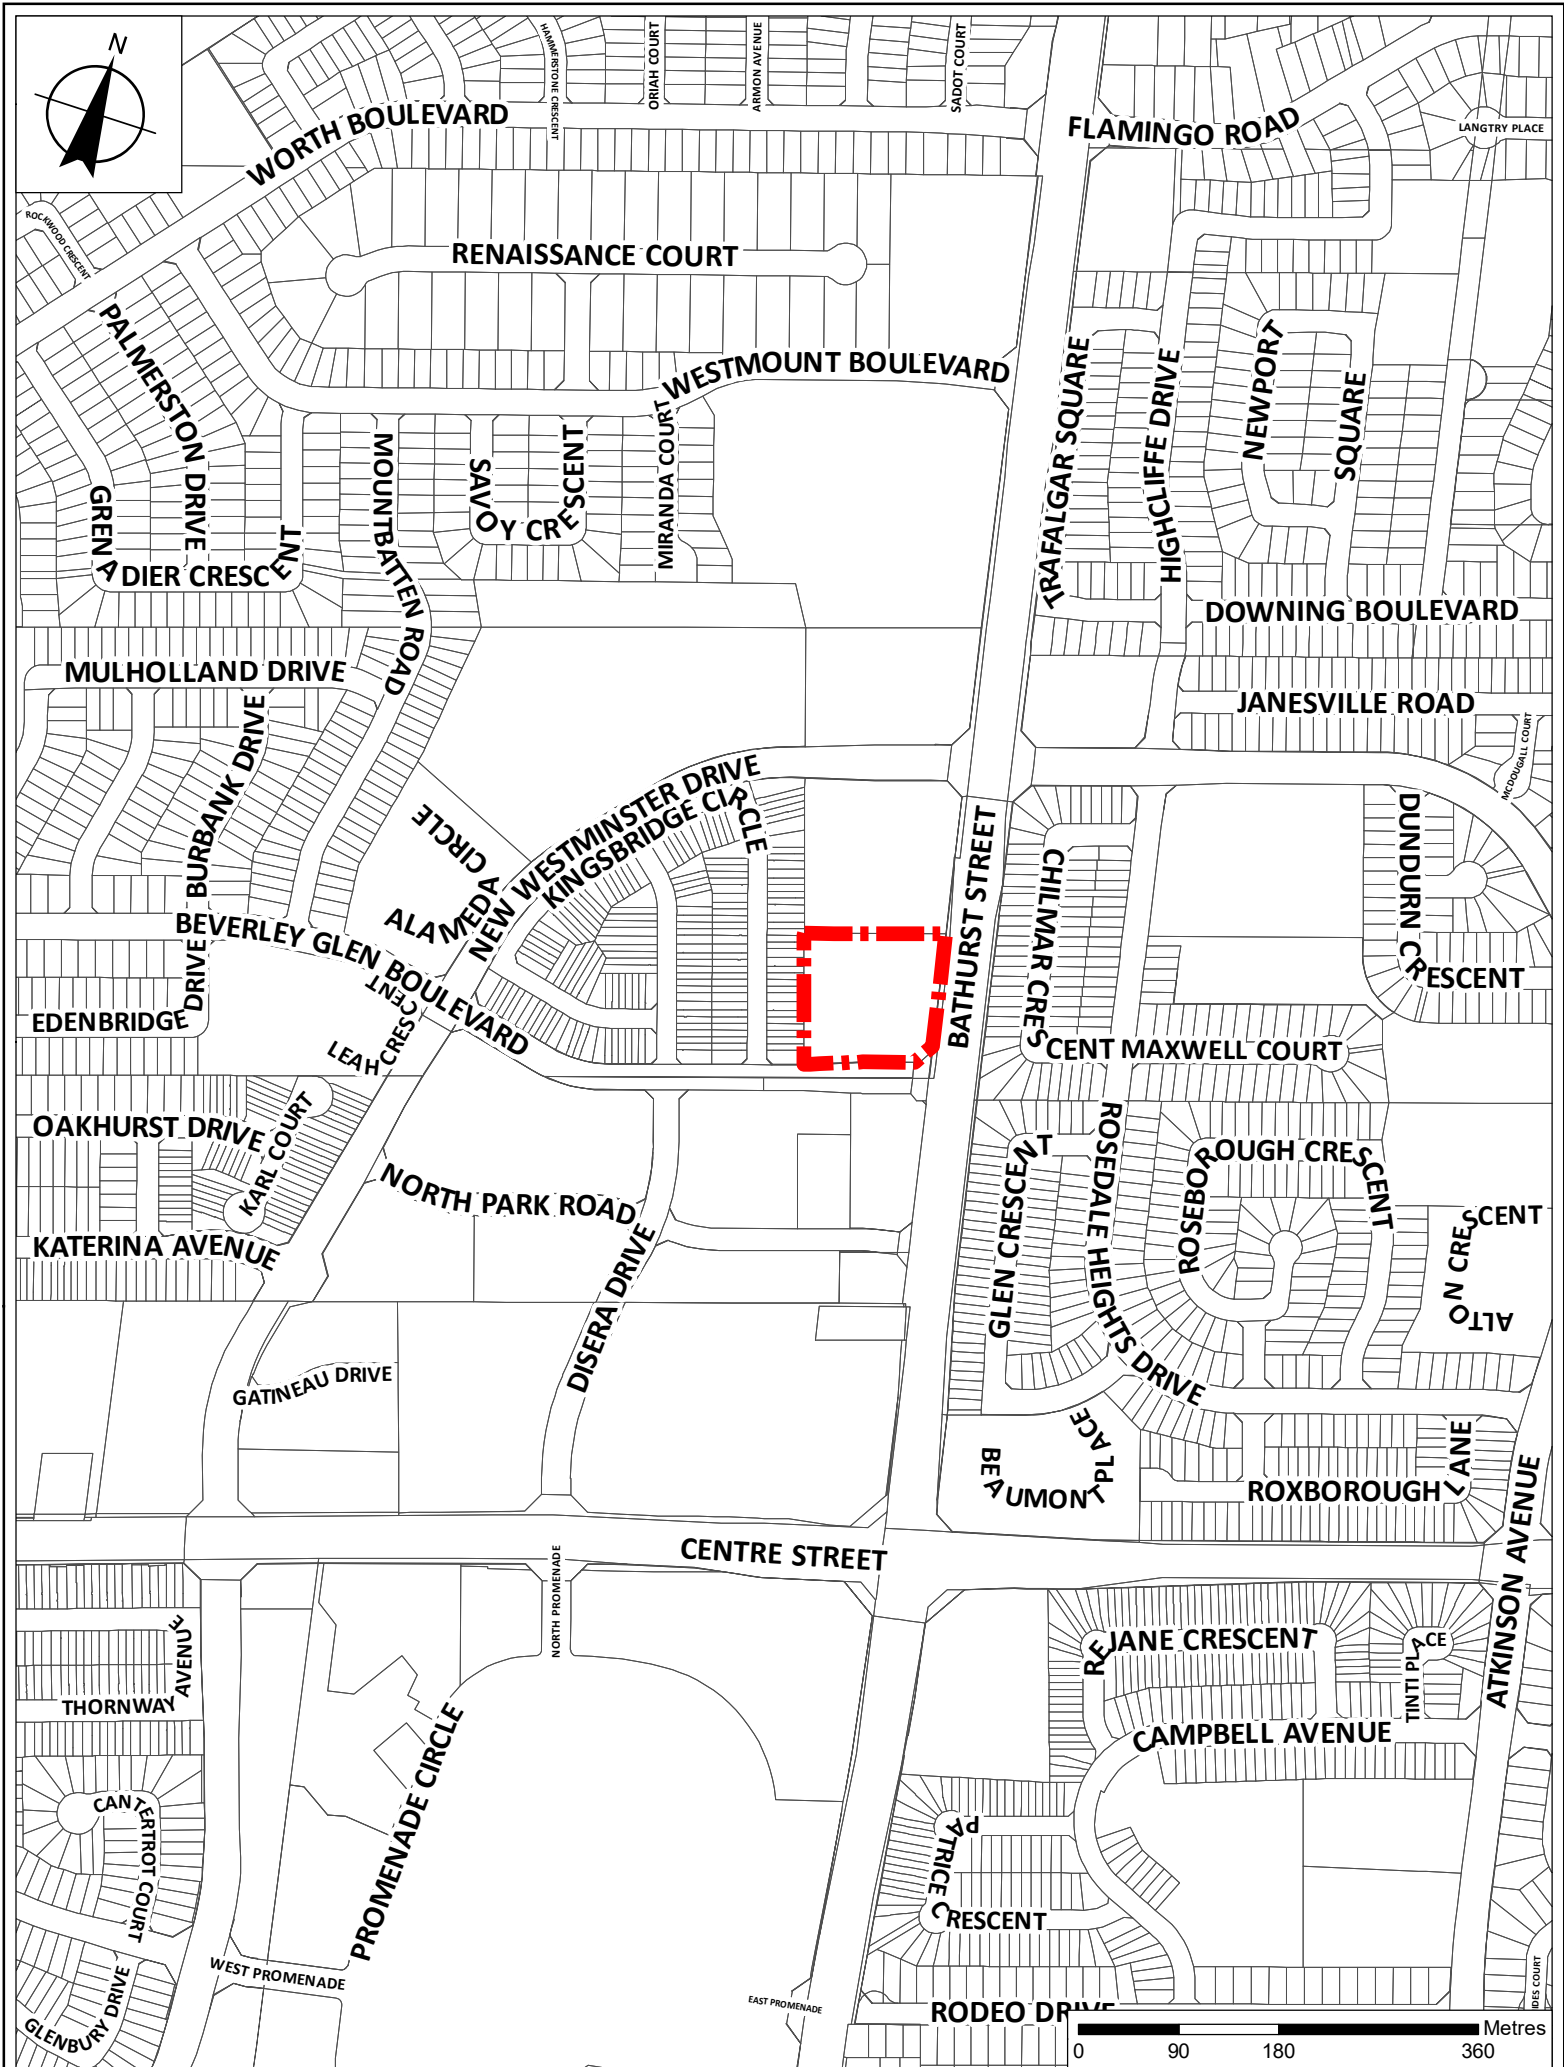 N
HAMMERSTONE CRESCENT
ORIAH COURT
ARMON AVENUE
SADOT COURT
WORTH BOULEVARD
FLAMINGO ROAD
LANGTRY PLACE
ROCKWOOD CRESCENT
RENAISSANCE COURT
PALMERSTON DRIVE
WESTMOUNT BOULEVARD
TRAFALGAR SQUARE
HIGHCLIFFE DRIVE
NEWPORT SQUARE
GRENADIER CRESCENT
MOUNTBATTEN ROAD
SAVOY CRESCENT
MIRANDA COURT
DOWNING BOULEVARD
MULHOLLAND DRIVE
JANESVILLE ROAD
MCDOUGALL COURT
BURBANK DRIVE
NEW WESTMINSTER DRIVE
KINGSBRIDGE CIRCLE
ALAMEDA CIRCLE
BATHURST STREET
CHILMAR CRESCENT
DUNDURN CRESCENT
BEVERLEY GLEN BOULEVARD
EDENBRIDGE DRIVE
LEAH CRESCENT
MAXWELL COURT
OAKHURST DRIVE
KARL COURT
NORTH PARK ROAD
GLEN CRESCENT
ROSEDALE HEIGHTS DRIVE
ROSEBOROUGH CRESCENT
ALTON CRESCENT
KATERINA AVENUE
DISERA DRIVE
GATINEAU DRIVE
BEAUMONT PLACE
ROXBOROUGH LANE
CENTRE STREET
NORTH PROMENADE
ATKINSON AVENUE
THORNWAY AVENUE
REJANE CRESCENT
TINTI PLACE
CAMPBELL AVENUE
PROMENADE CIRCLE
CANTERTROT COURT
PATRICE CRESCENT
WEST PROMENADE
GLENBURY DRIVE
EAST PROMENADE
RODEO DRIVE
IDES COURT
Metres
0 90 180 360